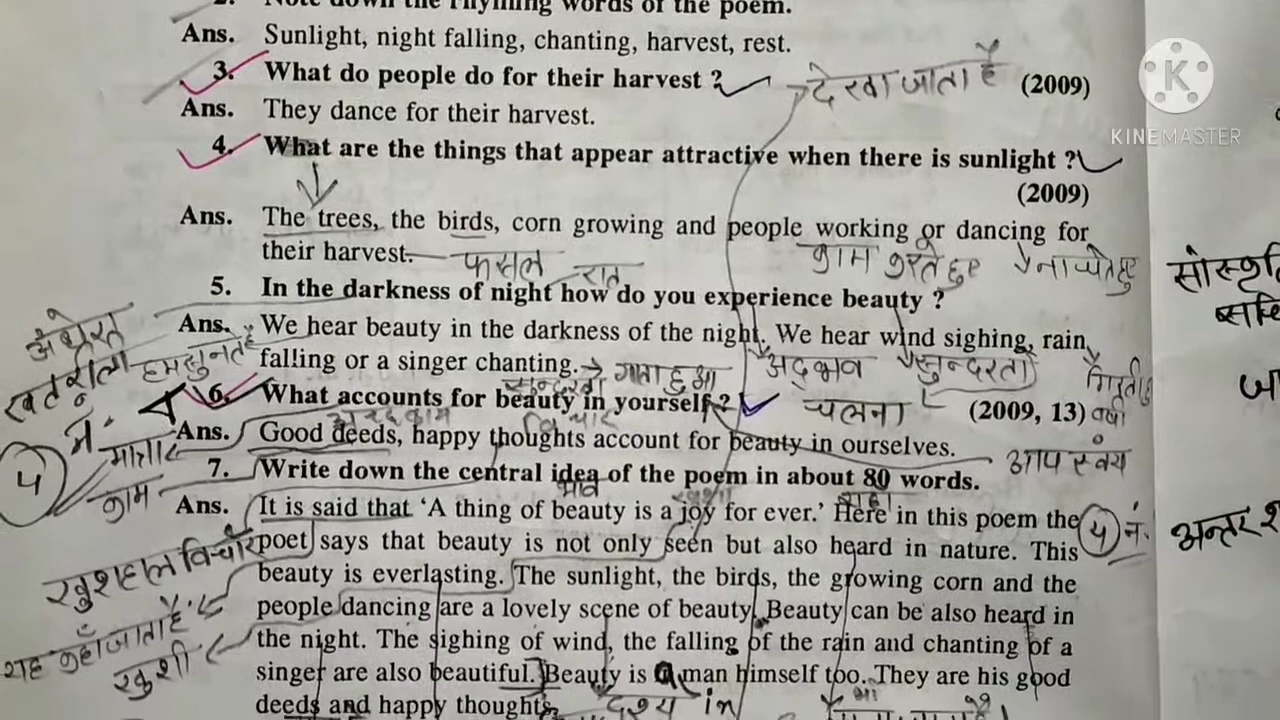 2. Note down the rhyming words of the poem.
Ans. Sunlight, night falling, chanting, harvest, rest.
3. What do people do for their harvest ? (2009)
देखा जाता है
KINEMASTER
Ans. They dance for their harvest.
4. What are the things that appear attractive when there is sunlight ?
(2009)
Ans. The trees, the birds, corn growing and people working or dancing for
their harvest.
फसल रात काम करते हुए नाचते हुए
5. In the darkness of night how do you experience beauty ?
Ans. We hear beauty in the darkness of the night. We hear wind sighing, rain
हम सुनते है
falling or a singer chanting.
गाता हुआ अद्भव सुन्दरता
6. What accounts for beauty in yourself ? (2009, 13)
चलना वर्षा
Ans. Good deeds, happy thoughts account for beauty in ourselves.
विचार आप स्वंय
काम
7. Write down the central idea of the poem in about 80 words.
भाव
Ans. It is said that ‘A thing of beauty is a joy for ever.’ Here in this poem the
४ नं.
poet says that beauty is not only seen but also heard in nature. This
खुशहाल विचार
beauty is everlasting. The sunlight, the birds, the growing corn and the
people dancing are a lovely scene of beauty. Beauty can be also heard in
यह कहाँ जाता है
the night. The sighing of wind, the falling of the rain and chanting of a
खुशी
singer are also beautiful. Beauty is a man himself too. They are his good
deeds and happy thoughts.
दृश्य in